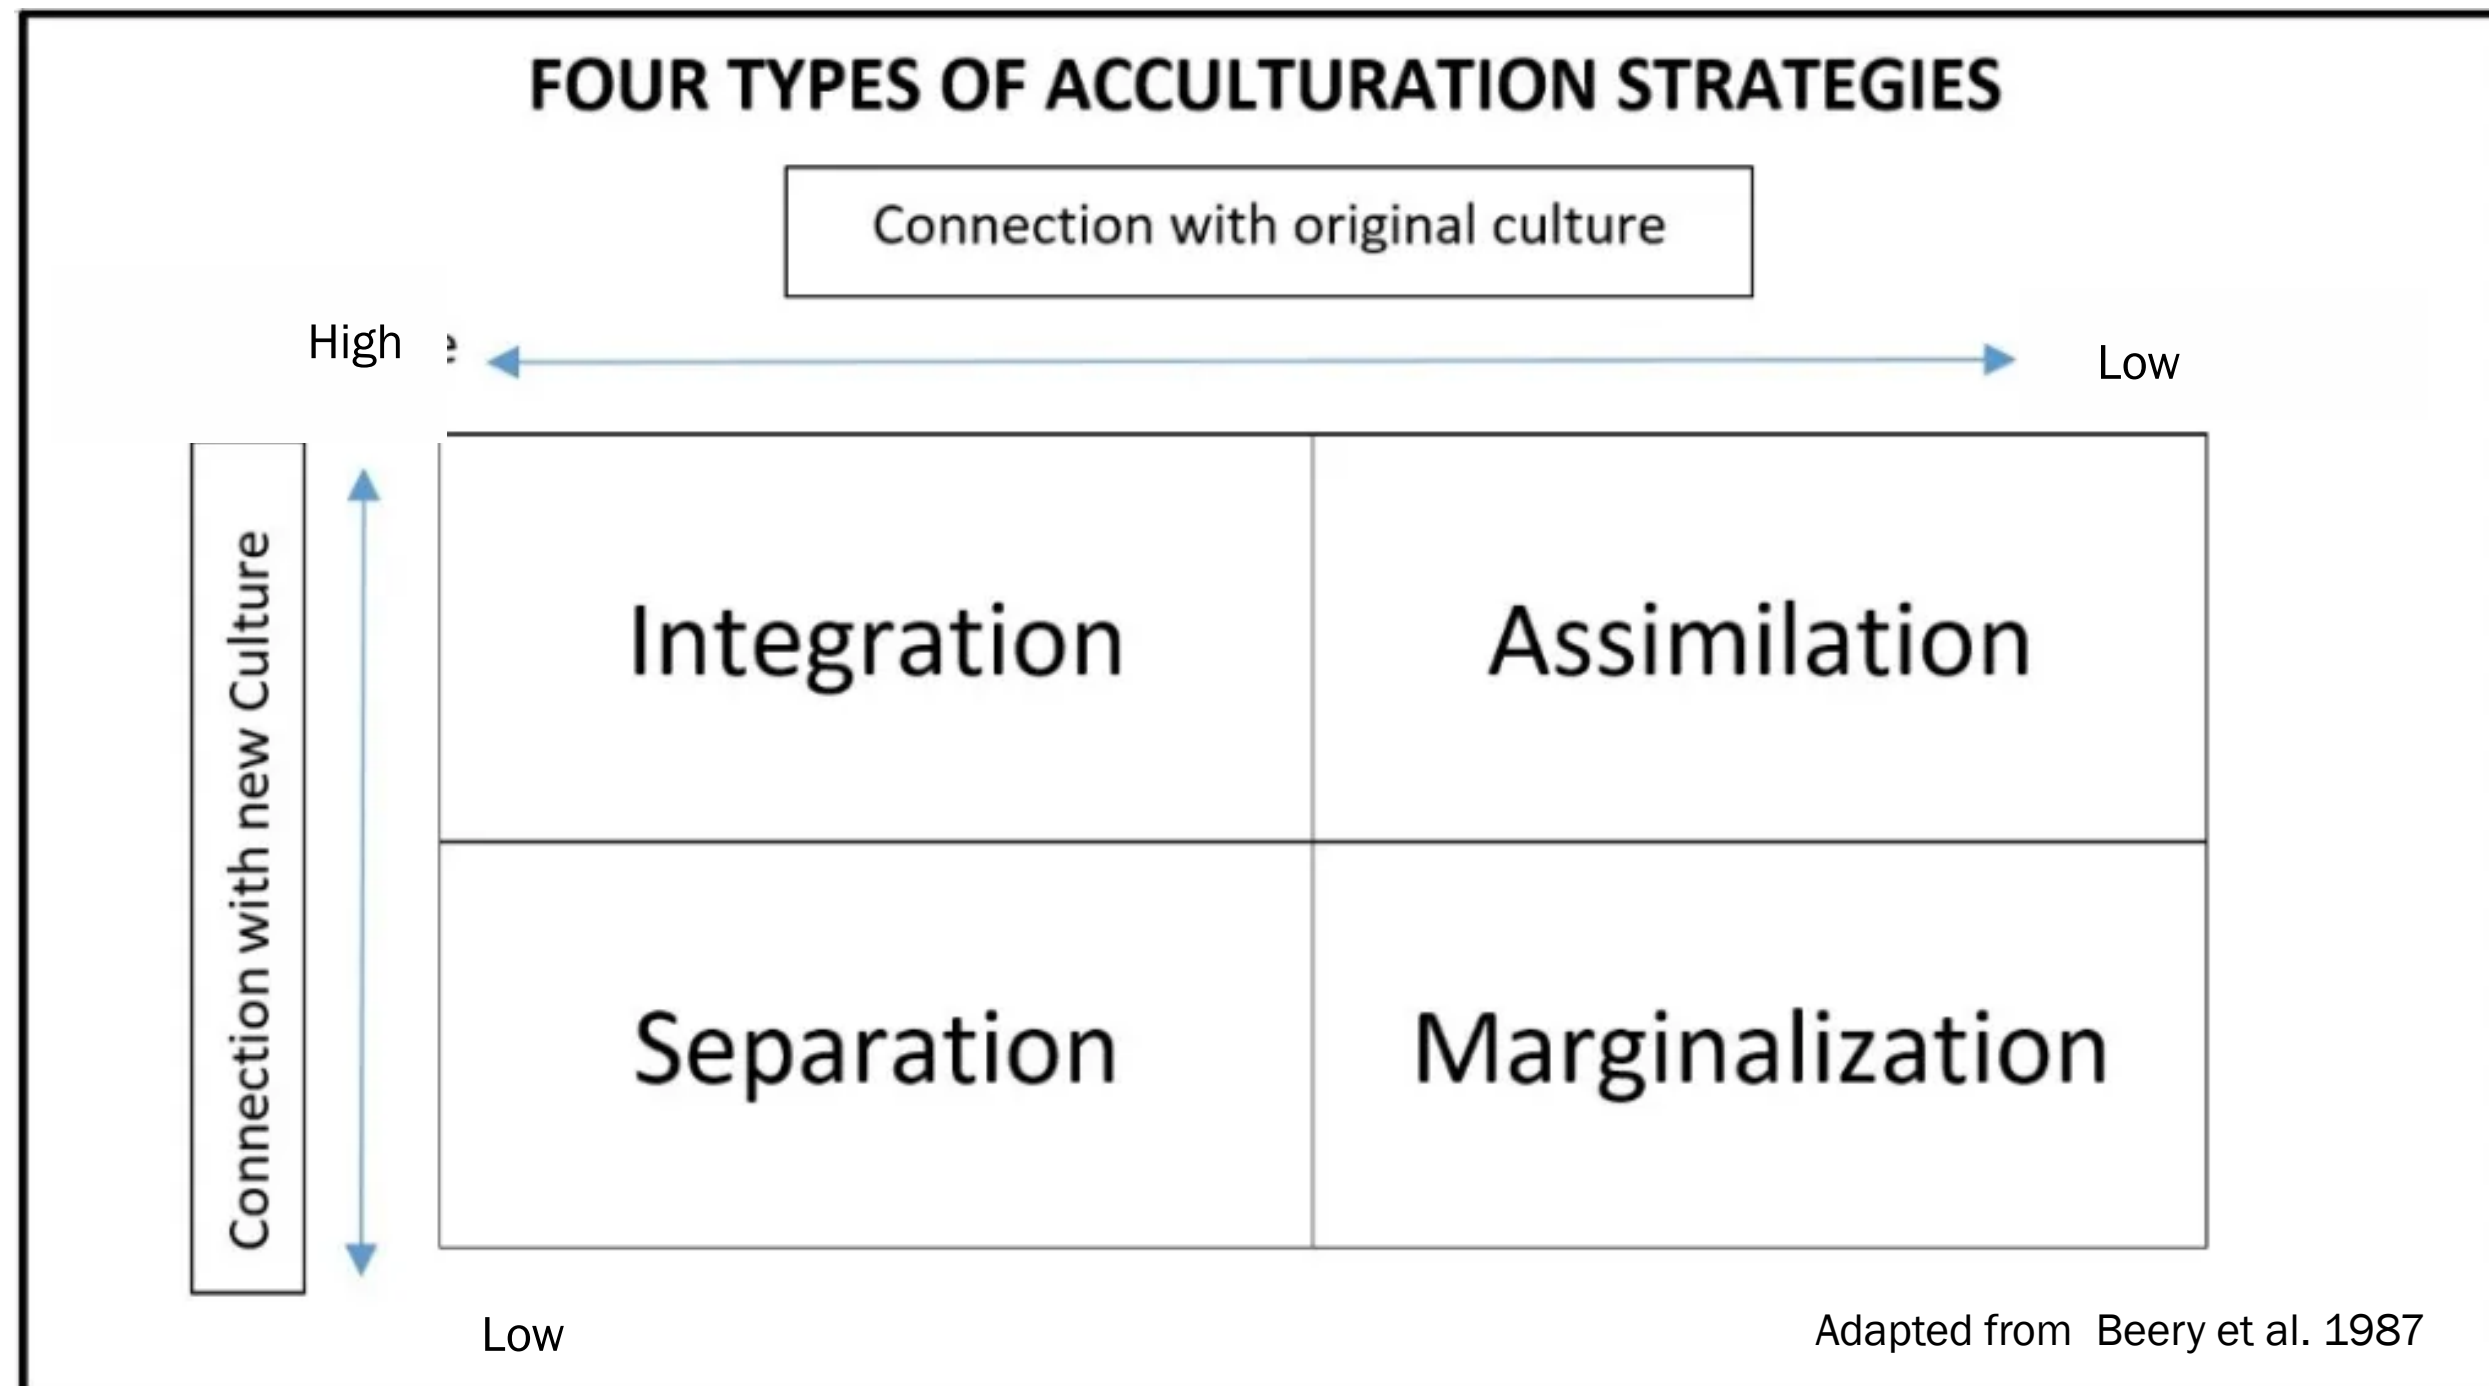 FOUR TYPES OF ACCULTURATION STRATEGIES
Connection with original culture
High
Low
Connection with new Culture
Integration
Assimilation
Separation
Marginalization
Low
Adapted from Beery et al. 1987